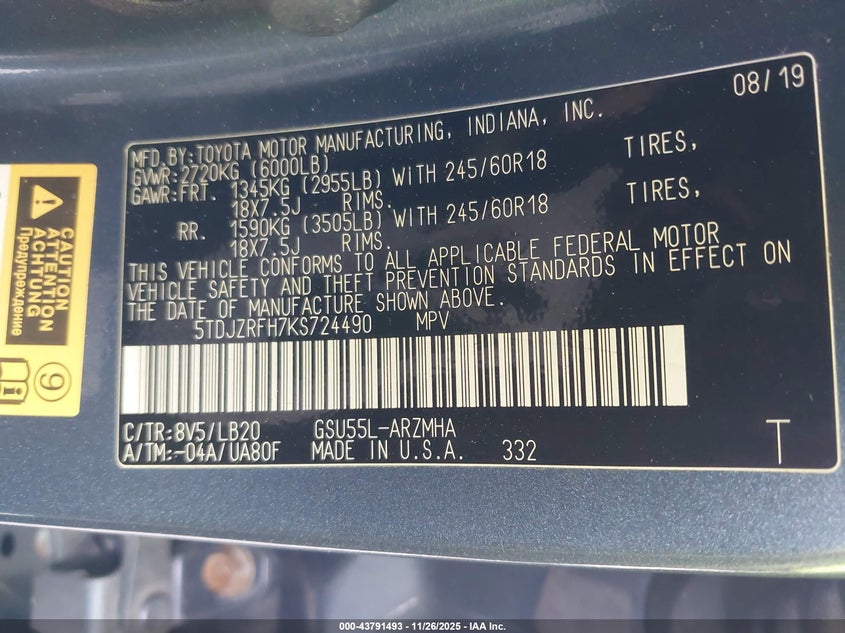 08/19
MFD.BY:TOYOTA MOTOR MANUFACTURING, INDIANA, INC.
GVWR:2720KG (6000LB)
GAWR:FRT. 1345KG (2955LB) WITH 245/60R18 TIRES,
18X7.5J RIMS.
RR. 1590KG (3505LB) WITH 245/60R18 TIRES,
18X7.5J RIMS.
THIS VEHICLE CONFORMS TO ALL APPLICABLE FEDERAL MOTOR
VEHICLE SAFETY AND THEFT PREVENTION STANDARDS IN EFFECT ON
THE DATE OF MANUFACTURE SHOWN ABOVE.
5TDJZRFH7KS724490 MPV
C/TR:8V5/LB20 GSU55L-ARZMHA
A/TM:-04A/UA80F MADE IN U.S.A. 332
T
CAUTION
ATTENTION
ACHTUNG
Предупреждение
9
000-43791493 - 11/26/2025 - IAA Inc.